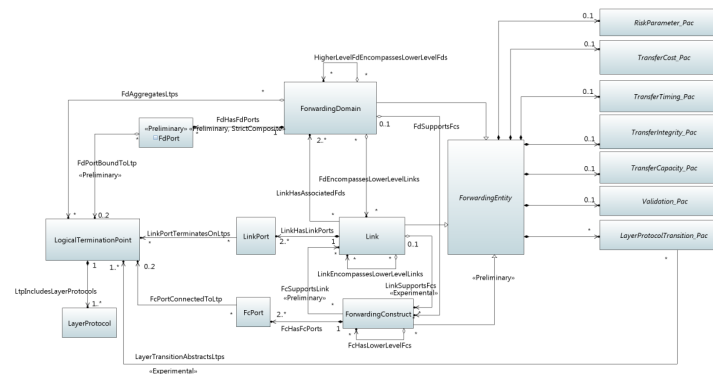 0..1
RiskParameter_Pac
0..1
TransferCost_Pac
0..1
TransferTiming_Pac
0..1
TransferIntegrity_Pac
0..1
TransferCapacity_Pac
0..1
Validation_Pac
*
LayerProtocolTransition_Pac
*
HigherLevelFdEncompassesLowerLevelFds
*
*
FdAggregatesLtps
*
ForwardingDomain
FdHasFdPorts
«Preliminary»
«Preliminary, StrictComposite»
FdPort
*
*
1
2..*
*
0..1
FdSupportsFcs
FdPortBoundToLtp
«Preliminary»
FdEncompassesLowerLevelLinks
LinkHasAssociatedFds
ForwardingEntity
*
0..2
*
*
LogicalTerminationPoint
LinkPortTerminatesOnLtps
*
LinkPort
LinkHasLinkPorts
2..*
1
Link
0..1
*
*
*
1
1..*
0..2
LinkEncompassesLowerLevelLinks
FcSupportsLink
«Preliminary»
LinkSupportsFcs
«Experimental»
«Preliminary»
LtpIncludesLayerProtocols
1..*
LayerProtocol
FcPortConnectedToLtp
*
FcPort
2..*
FcHasFcPorts
1
*
ForwardingConstruct
*
*
*
FcHasLowerLevelFcs
LayerTransitionAbstractsLtps
«Experimental»